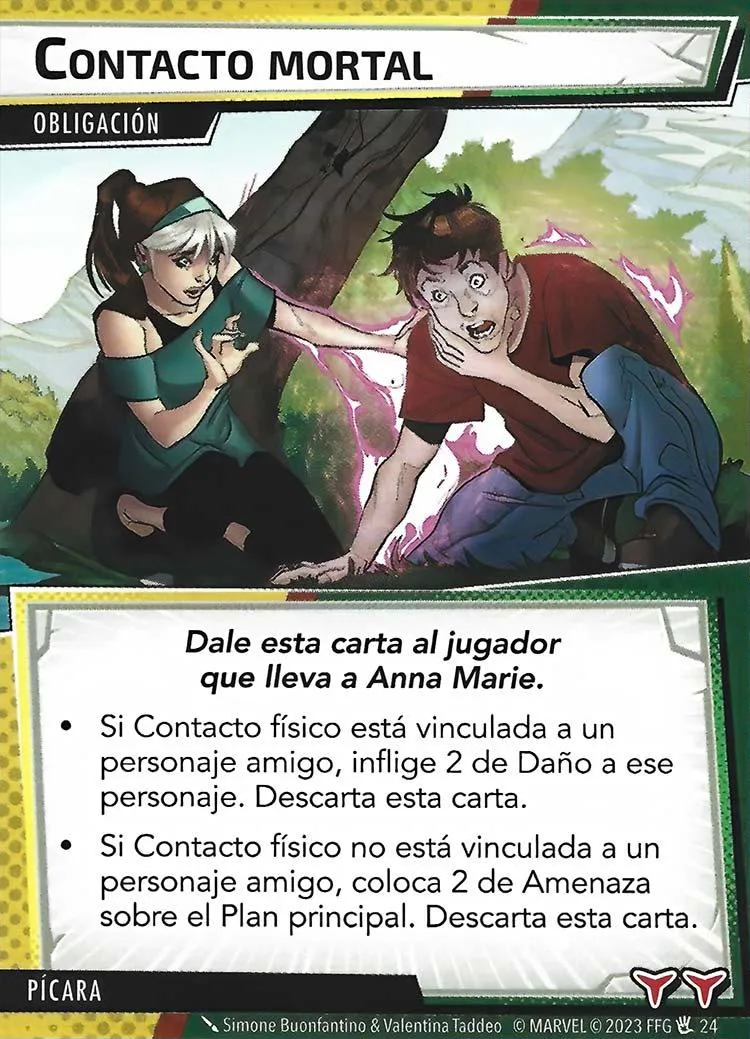 CONTACTO MORTAL
OBLIGACIÓN
Dale esta carta al jugador
que lleva a Anna Marie.
• Si Contacto físico está vinculada a un
personaje amigo, inflige 2 de Daño a ese
personaje. Descarta esta carta.
• Si Contacto físico no está vinculada a un
personaje amigo, coloca 2 de Amenaza
sobre el Plan principal. Descarta esta carta.
PÍCARA
Simone Buonfantino & Valentina Taddeo © MARVEL © 2023 FFG 24